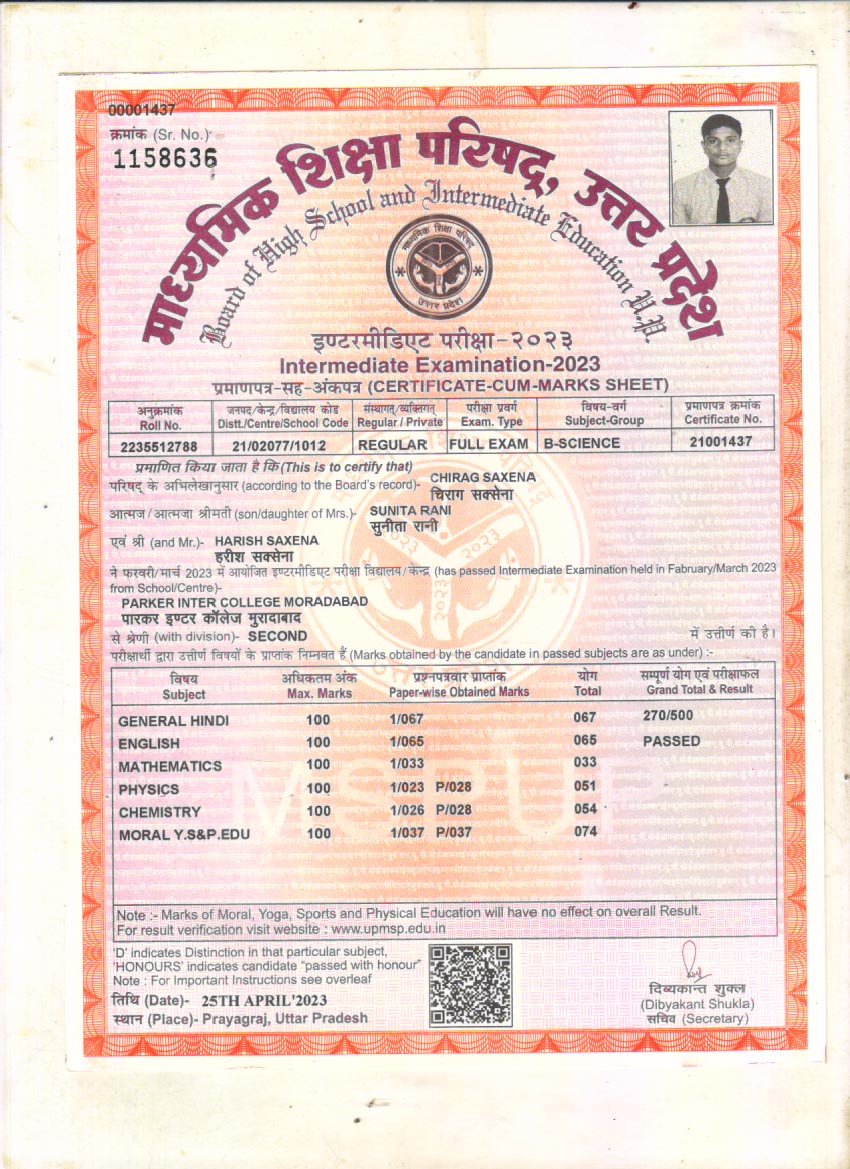 00001437
क्रमांक (Sr. No.)
1158636
माध्यमिक शिक्षा परिषद्, उत्तर प्रदेश
Board of High School and Intermediate Education U.P.
माध्यमिक शिक्षा परिषद्
उत्तर प्रदेश
इण्टरमीडिएट परीक्षा-२०२३
Intermediate Examination-2023
प्रमाणपत्र-सह-अंकपत्र (CERTIFICATE-CUM-MARKS SHEET)
अनुक्रमांक जनपद/केन्द्र/विद्यालय कोड संस्थागत/व्यक्तिगत परीक्षा प्रवर्ग विषय-वर्ग प्रमाणपत्र क्रमांक
Roll No. Distt./Centre/School Code Regular / Private Exam. Type Subject-Group Certificate No.
2235512788 21/02077/1012 REGULAR FULL EXAM B-SCIENCE 21001437
प्रमाणित किया जाता है कि (This is to certify that)
परिषद् के अभिलेखानुसार (according to the Board's record)- CHIRAG SAXENA
चिराग सक्सेना
आत्मज/आत्मजा श्रीमती (son/daughter of Mrs.)- SUNITA RANI
सुनीता रानी
एवं श्री (and Mr.)- HARISH SAXENA
हरीश सक्सेना
ने फरवरी/मार्च 2023 में आयोजित इण्टरमीडिएट परीक्षा विद्यालय/केन्द्र (has passed Intermediate Examination held in Fabruary/March 2023
from School/Centre)-
PARKER INTER COLLEGE MORADABAD
पारकर इण्टर कॉलेज मुरादाबाद
से श्रेणी (with division)- SECOND में उत्तीर्ण की है।
परीक्षार्थी द्वारा उत्तीर्ण विषयों के प्राप्तांक निम्नवत हैं (Marks obtained by the candidate in passed subjects are as under) :-
विषय अधिकतम अंक प्रश्नपत्रवार प्राप्तांक योग सम्पूर्ण योग एवं परीक्षाफल
Subject Max. Marks Paper-wise Obtained Marks Total Grand Total & Result
GENERAL HINDI 100 1/067 067 270/500
ENGLISH 100 1/065 065 PASSED
MATHEMATICS 100 1/033 033
PHYSICS 100 1/023 P/028 051
CHEMISTRY 100 1/026 P/028 054
MORAL Y.S&P.EDU 100 1/037 P/037 074
MSPUP
Note :- Marks of Moral, Yoga, Sports and Physical Education will have no effect on overall Result.
For result verification visit website : www.upmsp.edu.in
'D' indicates Distinction in that particular subject,
'HONOURS' indicates candidate "passed with honour"
Note : For Important Instructions see overleaf
तिथि (Date)- 25TH APRIL'2023
स्थान (Place)- Prayagraj, Uttar Pradesh
दिव्यकान्त शुक्ल
(Dibyakant Shukla)
सचिव (Secretary)